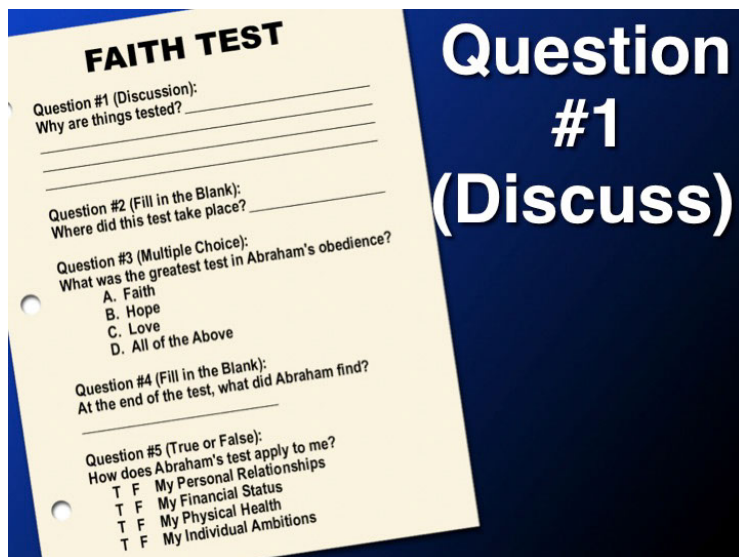 FAITH TEST
Question #1 (Discussion):
Why are things tested?
Question #2 (Fill in the Blank):
Where did this test take place?
Question #3 (Multiple Choice):
What was the greatest test in Abraham's obedience?
A. Faith
B. Hope
C. Love
D. All of the Above
Question #4 (Fill in the Blank):
At the end of the test, what did Abraham find?
Question #5 (True or False):
How does Abraham's test apply to me?
T F My Personal Relationships
T F My Financial Status
T F My Physical Health
T F My Individual Ambitions
Question
#1
(Discuss)